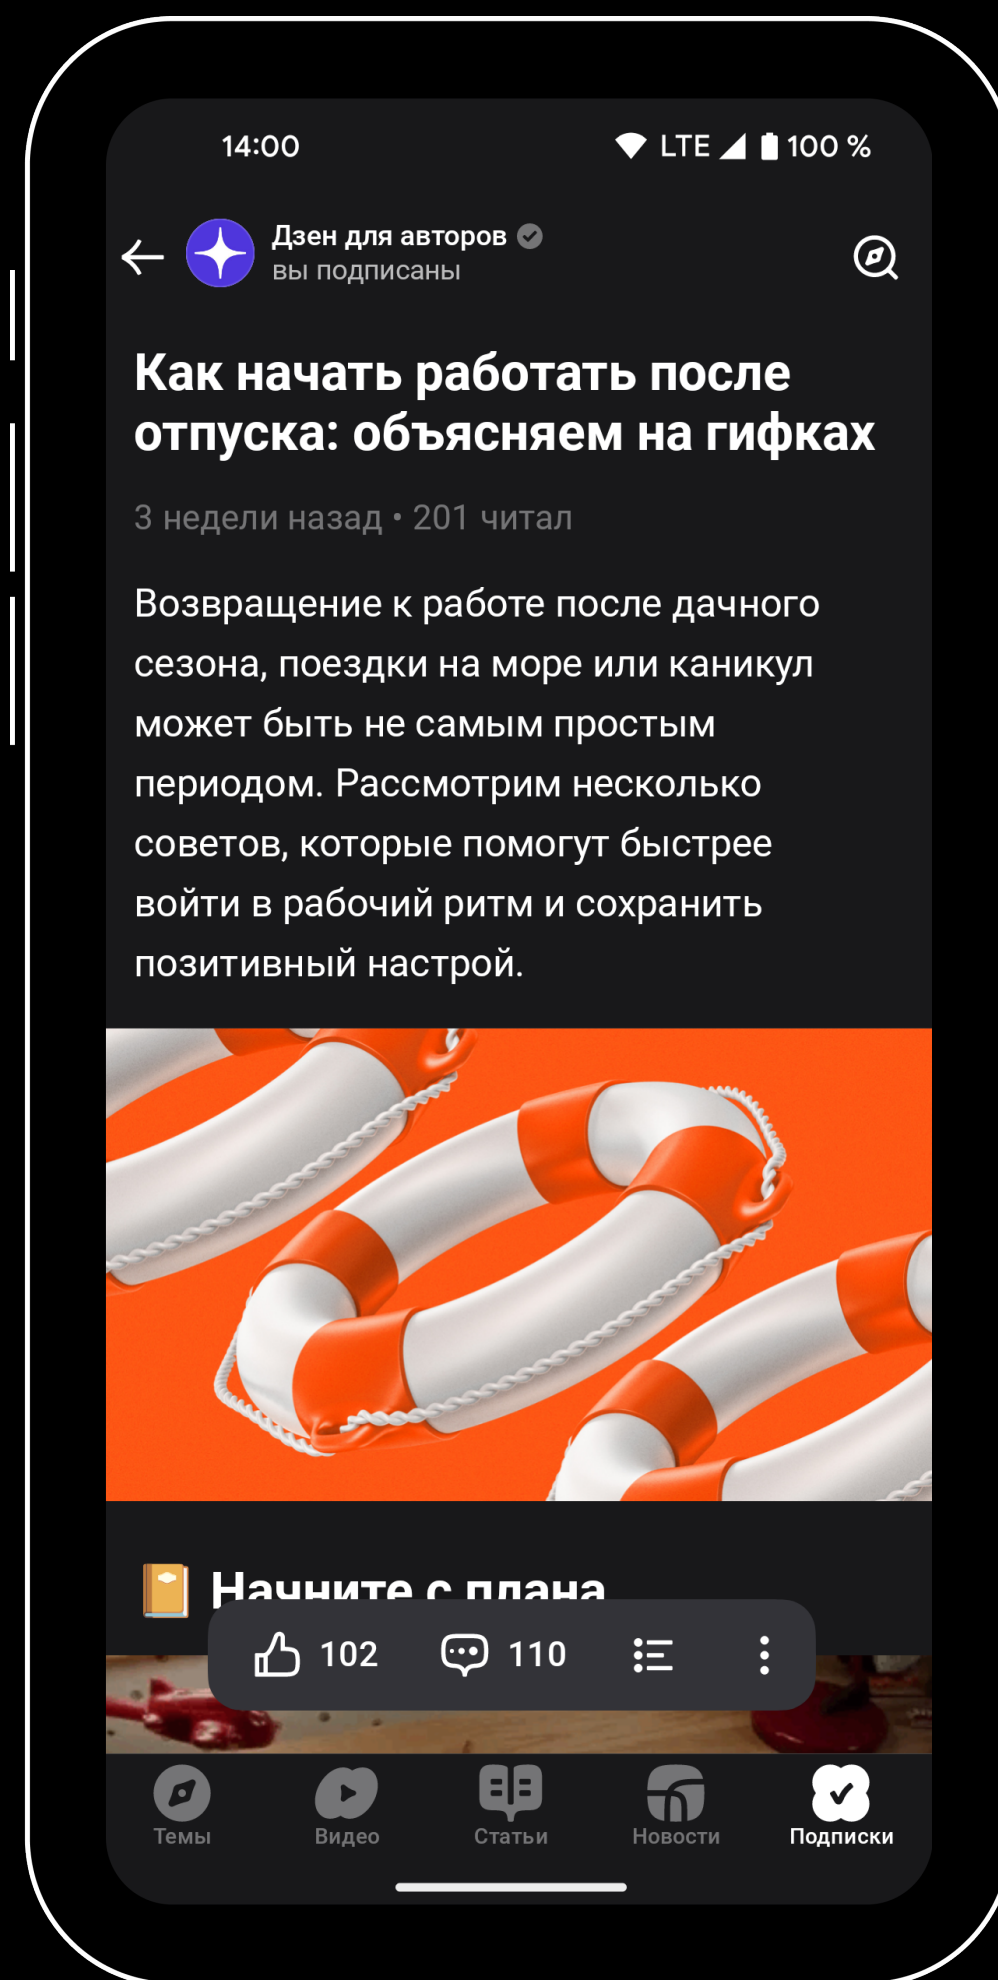 14:00
LTE
100 %
Дзен для авторов
вы подписаны
Как начать работать после
отпуска: объясняем на гифках
3 недели назад • 201 читал
Возвращение к работе после дачного
сезона, поездки на море или каникул
может быть не самым простым
периодом. Рассмотрим несколько
советов, которые помогут быстрее
войти в рабочий ритм и сохранить
позитивный настрой.
Начните с плана
102
110
Темы
Видео
Статьи
Новости
Подписки